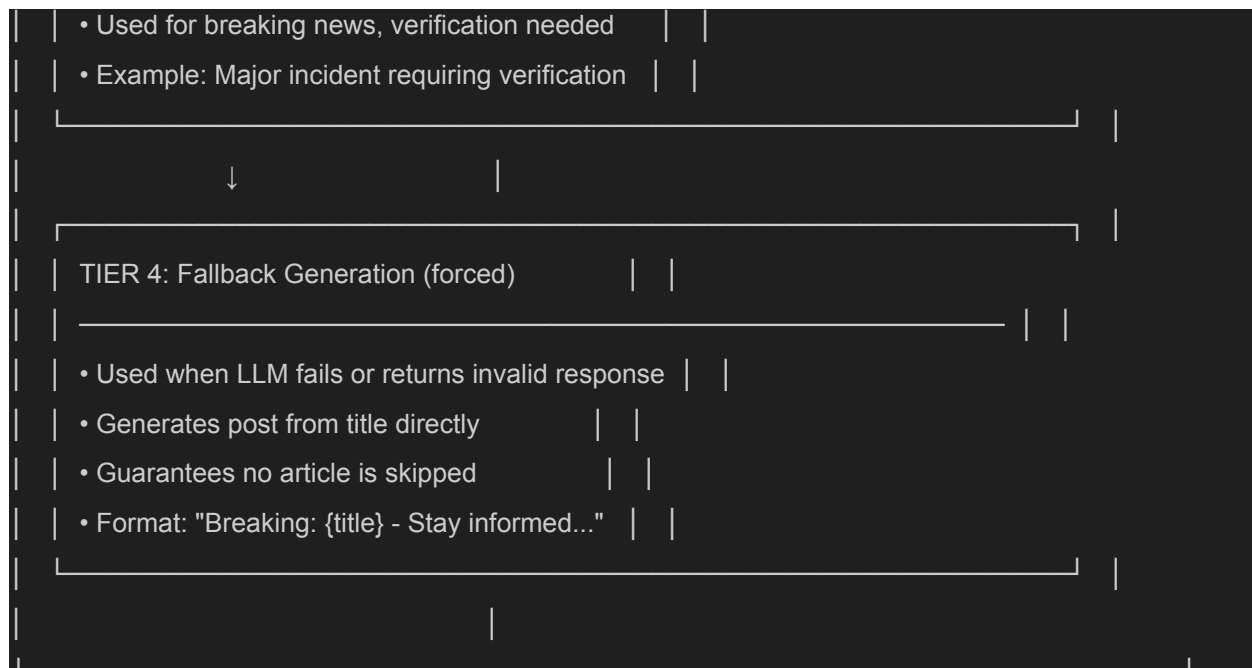 • Used for breaking news, verification needed
• Example: Major incident requiring verification
↓
TIER 4: Fallback Generation (forced)
• Used when LLM fails or returns invalid response
• Generates post from title directly
• Guarantees no article is skipped
• Format: "Breaking: {title} - Stay informed..."